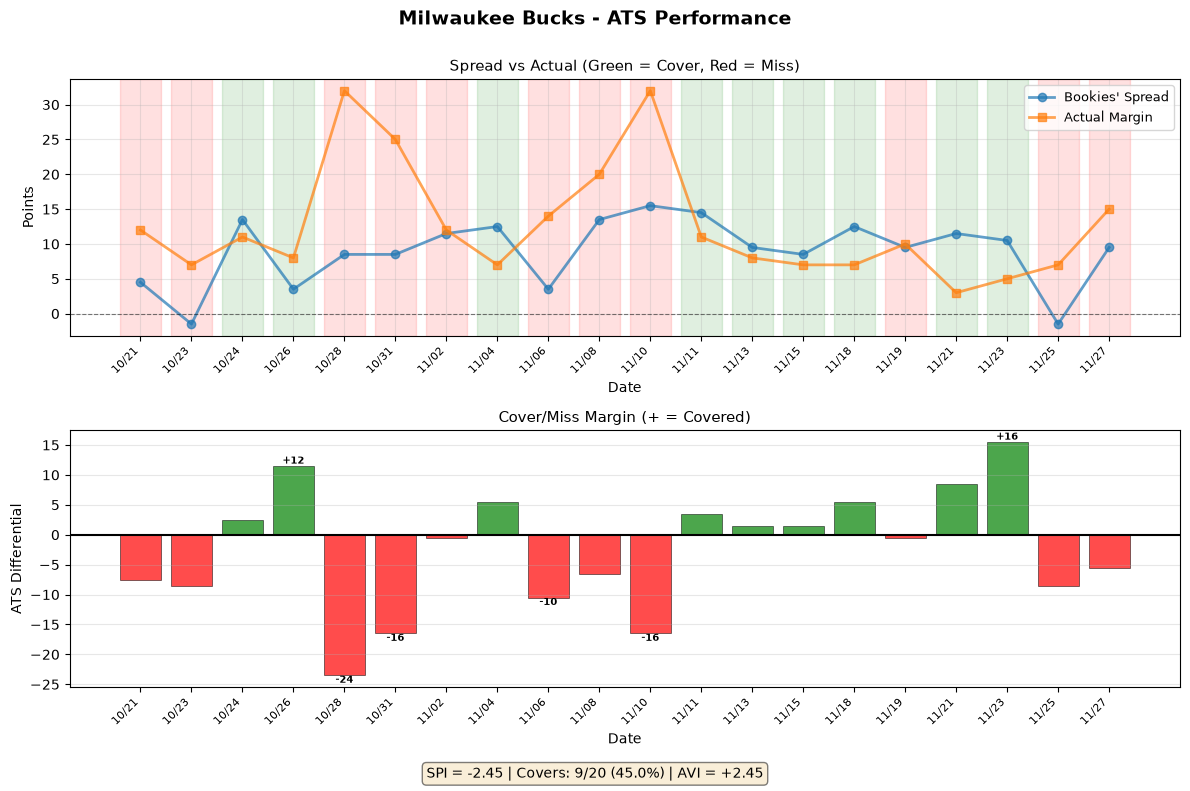 Milwaukee Bucks - ATS Performance
Spread vs Actual (Green = Cover, Red = Miss)
Bookies' Spread
Actual Margin
Points
30
25
20
15
10
5
0
10/21 10/23 10/24 10/26 10/28 10/31 11/02 11/04 11/06 11/08 11/10 11/11 11/13 11/15 11/18 11/19 11/21 11/23 11/25 11/27
Date
Cover/Miss Margin (+ = Covered)
ATS Differential
15
10
5
0
−5
−10
−15
−20
−25
+12
-24
-16
-10
-16
+16
10/21 10/23 10/24 10/26 10/28 10/31 11/02 11/04 11/06 11/08 11/10 11/11 11/13 11/15 11/18 11/19 11/21 11/23 11/25 11/27
Date
SPI = -2.45 | Covers: 9/20 (45.0%) | AVI = +2.45